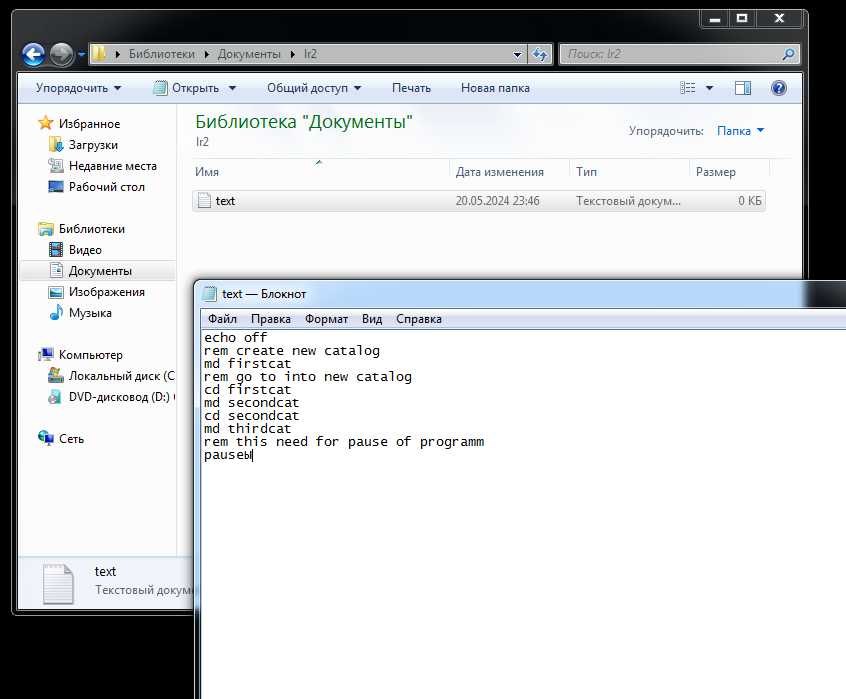 Библиотеки ▸ Документы ▸ lr2
Поиск: lr2
Упорядочить Открыть Общий доступ Печать Новая папка
Избранное
Загрузки
Недавние места
Рабочий стол
Библиотеки
Видео
Документы
Изображения
Музыка
Компьютер
Локальный диск (C
DVD-дисковод (D:)
Сеть
Библиотека "Документы"
lr2
Упорядочить: Папка
Имя Дата изменения Тип Размер
text 20.05.2024 23:46 Текстовый докум... 0 КБ
text
Текстовый докуме
text — Блокнот
Файл Правка Формат Вид Справка
echo off
rem create new catalog
md firstcat
rem go to into new catalog
cd firstcat
md secondcat
cd secondcat
md thirdcat
rem this need for pause of programm
pauseы